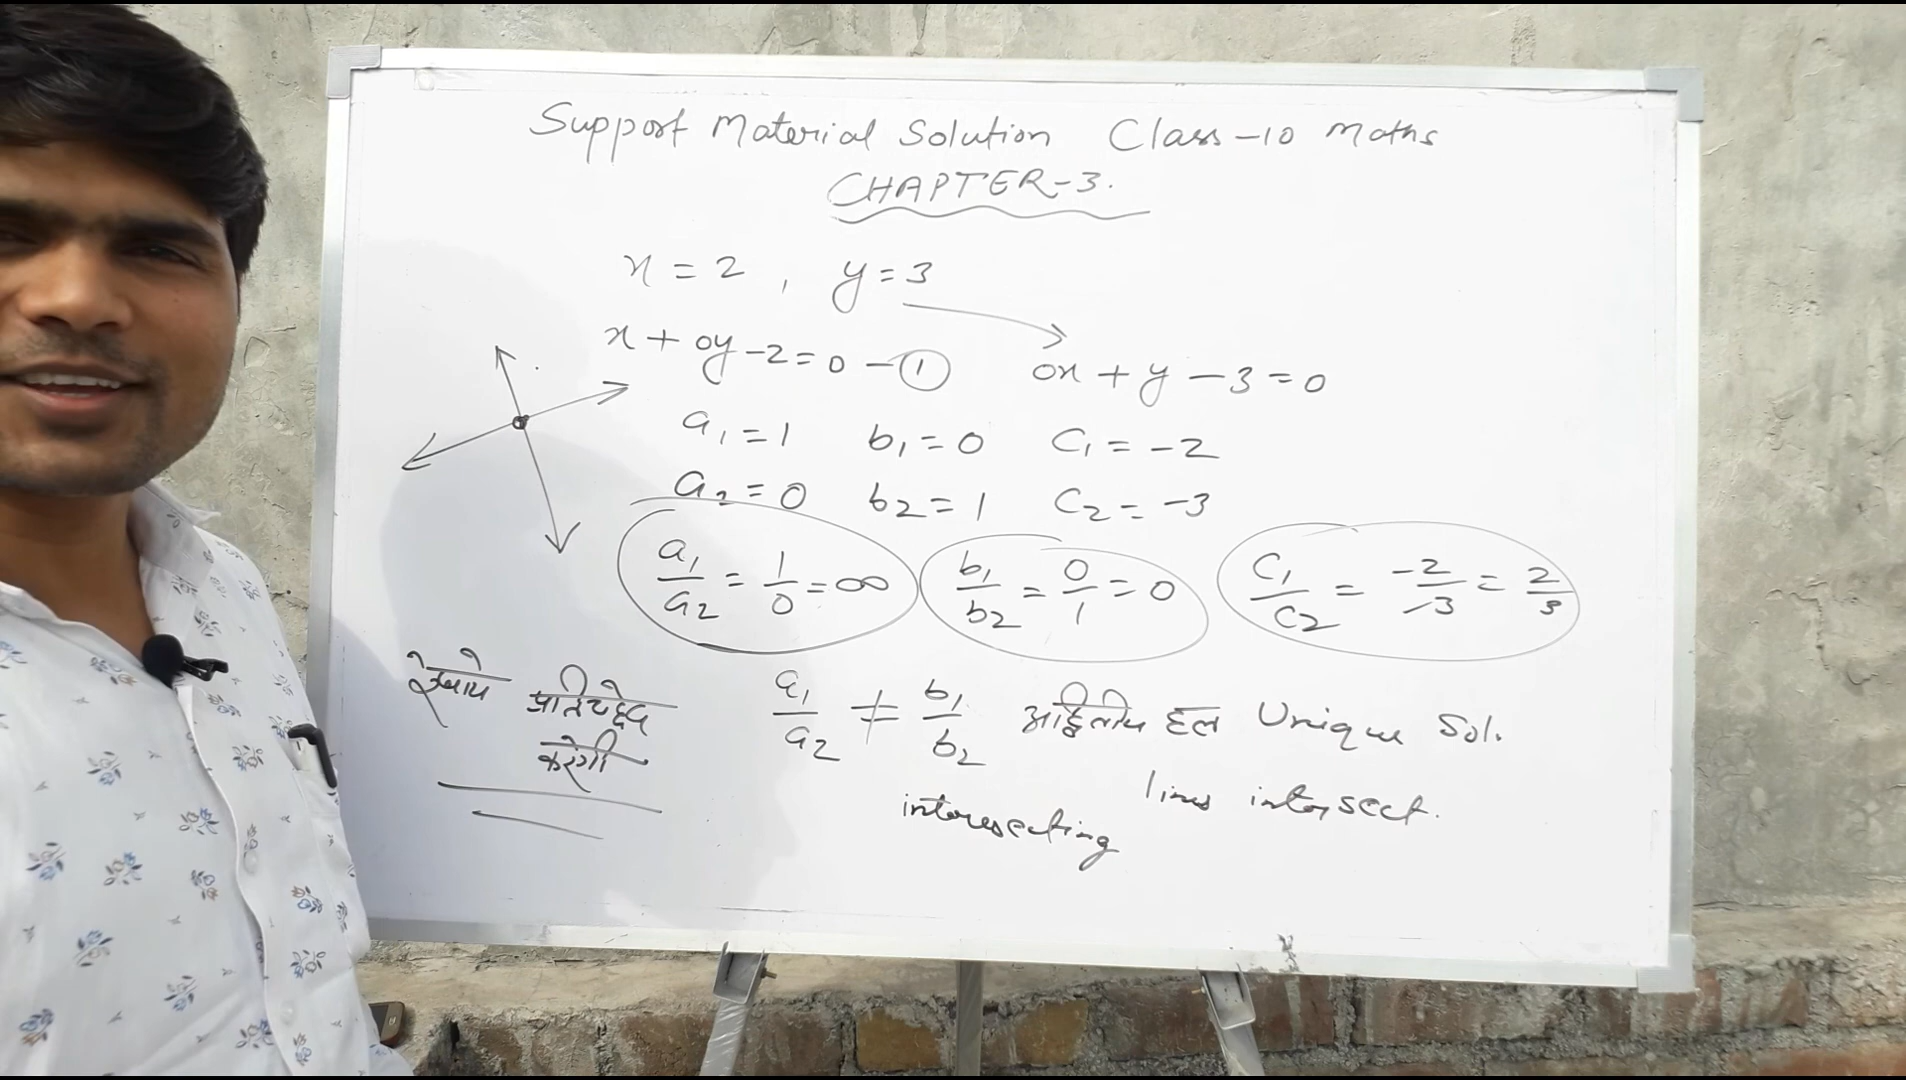 Support Material Solution Class-10 Maths
CHAPTER-3.
x = 2 , y = 3
x + 0y - 2 = 0 - ① 0x + y - 3 = 0
a₁ = 1 b₁ = 0 c₁ = -2
a₂ = 0 b₂ = 1 c₂ = -3
a₁/a₂ = 1/0 = ∞ b₁/b₂ = 0/1 = 0 c₁/c₂ = -2/-3 = 2/3
a₁/a₂ ≠ b₁/b₂ हल Unique Sol.
lines intersect.
intersecting
रेखाये प्रतिच्छेद
करेगी